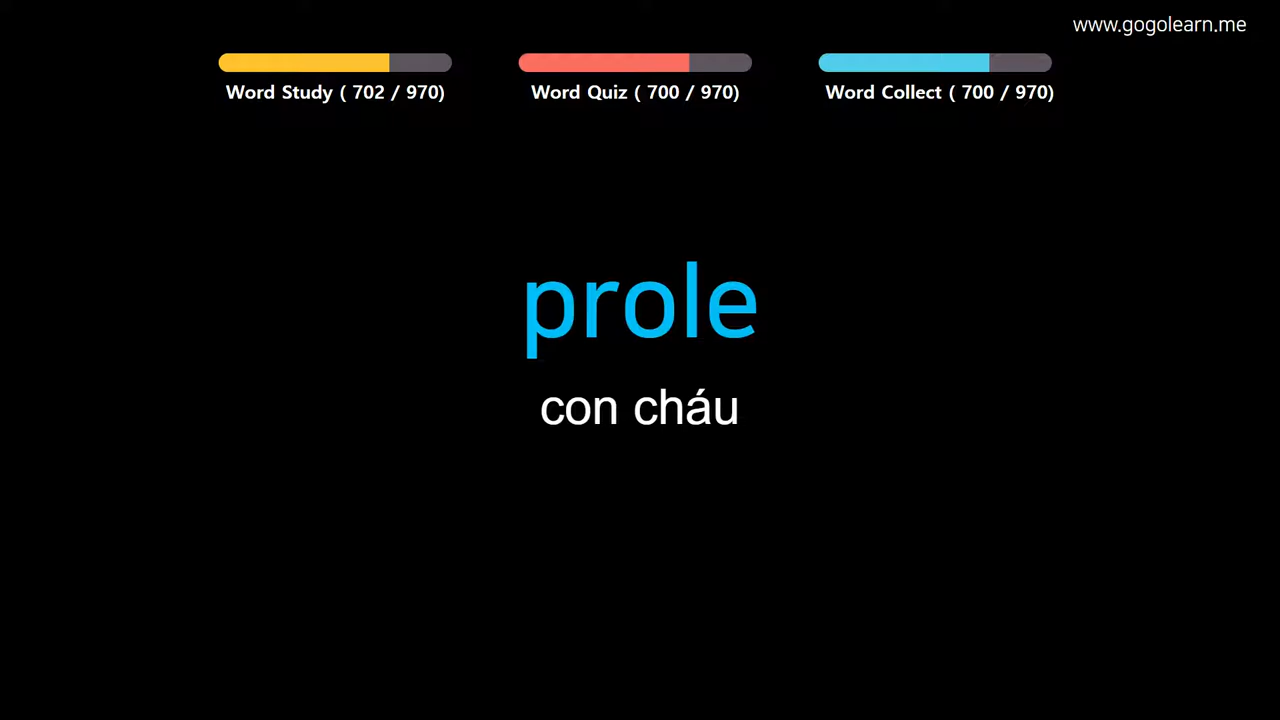 www.gogolearn.me
Word Study ( 702 / 970)
Word Quiz ( 700 / 970)
Word Collect ( 700 / 970)
prole
con cháu